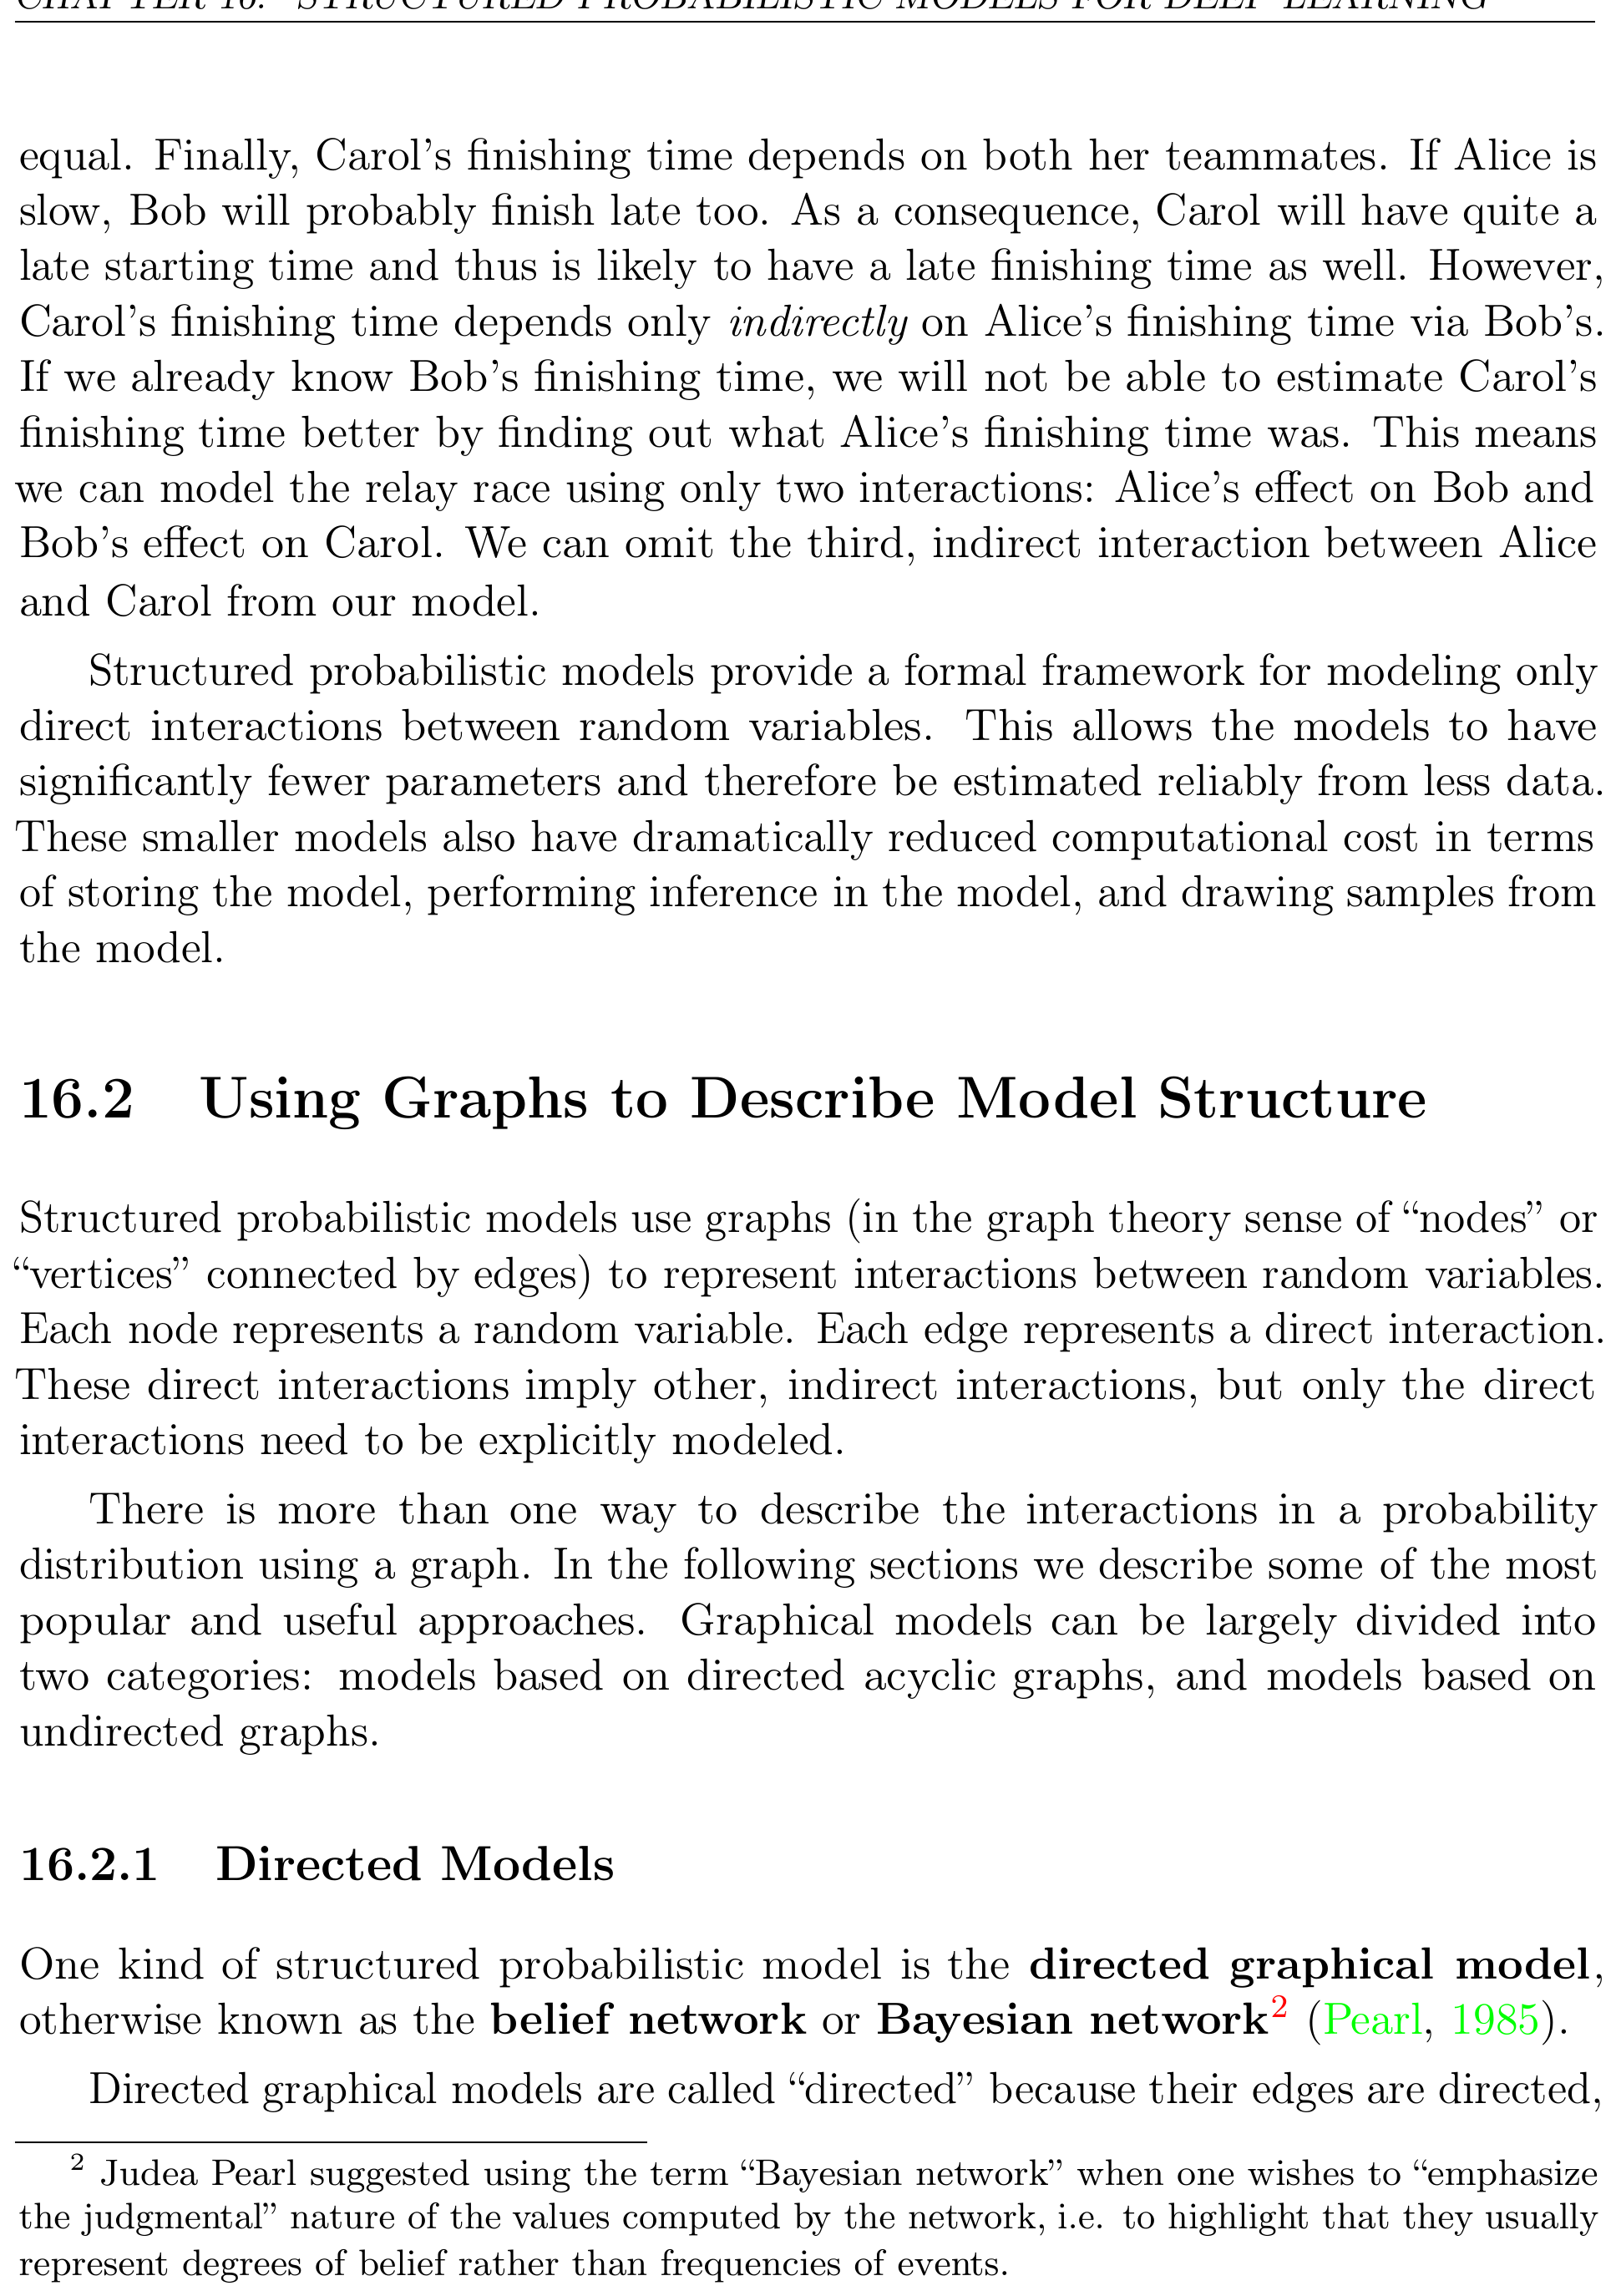 CHAPTER 16. STRUCTURED PROBABILISTIC MODELS FOR DEEP LEARNING
equal. Finally, Carol's finishing time depends on both her teammates. If Alice is
slow, Bob will probably finish late too. As a consequence, Carol will have quite a
late starting time and thus is likely to have a late finishing time as well. However,
Carol's finishing time depends only indirectly on Alice's finishing time via Bob's.
If we already know Bob's finishing time, we will not be able to estimate Carol's
finishing time better by finding out what Alice's finishing time was. This means
we can model the relay race using only two interactions: Alice's effect on Bob and
Bob's effect on Carol. We can omit the third, indirect interaction between Alice
and Carol from our model.
Structured probabilistic models provide a formal framework for modeling only
direct interactions between random variables. This allows the models to have
significantly fewer parameters and therefore be estimated reliably from less data.
These smaller models also have dramatically reduced computational cost in terms
of storing the model, performing inference in the model, and drawing samples from
the model.
16.2 Using Graphs to Describe Model Structure
Structured probabilistic models use graphs (in the graph theory sense of “nodes” or
“vertices” connected by edges) to represent interactions between random variables.
Each node represents a random variable. Each edge represents a direct interaction.
These direct interactions imply other, indirect interactions, but only the direct
interactions need to be explicitly modeled.
There is more than one way to describe the interactions in a probability
distribution using a graph. In the following sections we describe some of the most
popular and useful approaches. Graphical models can be largely divided into
two categories: models based on directed acyclic graphs, and models based on
undirected graphs.
16.2.1 Directed Models
One kind of structured probabilistic model is the directed graphical model,
otherwise known as the belief network or Bayesian network2 (Pearl, 1985).
Directed graphical models are called “directed” because their edges are directed,
2 Judea Pearl suggested using the term “Bayesian network” when one wishes to “emphasize
the judgmental” nature of the values computed by the network, i.e. to highlight that they usually
represent degrees of belief rather than frequencies of events.